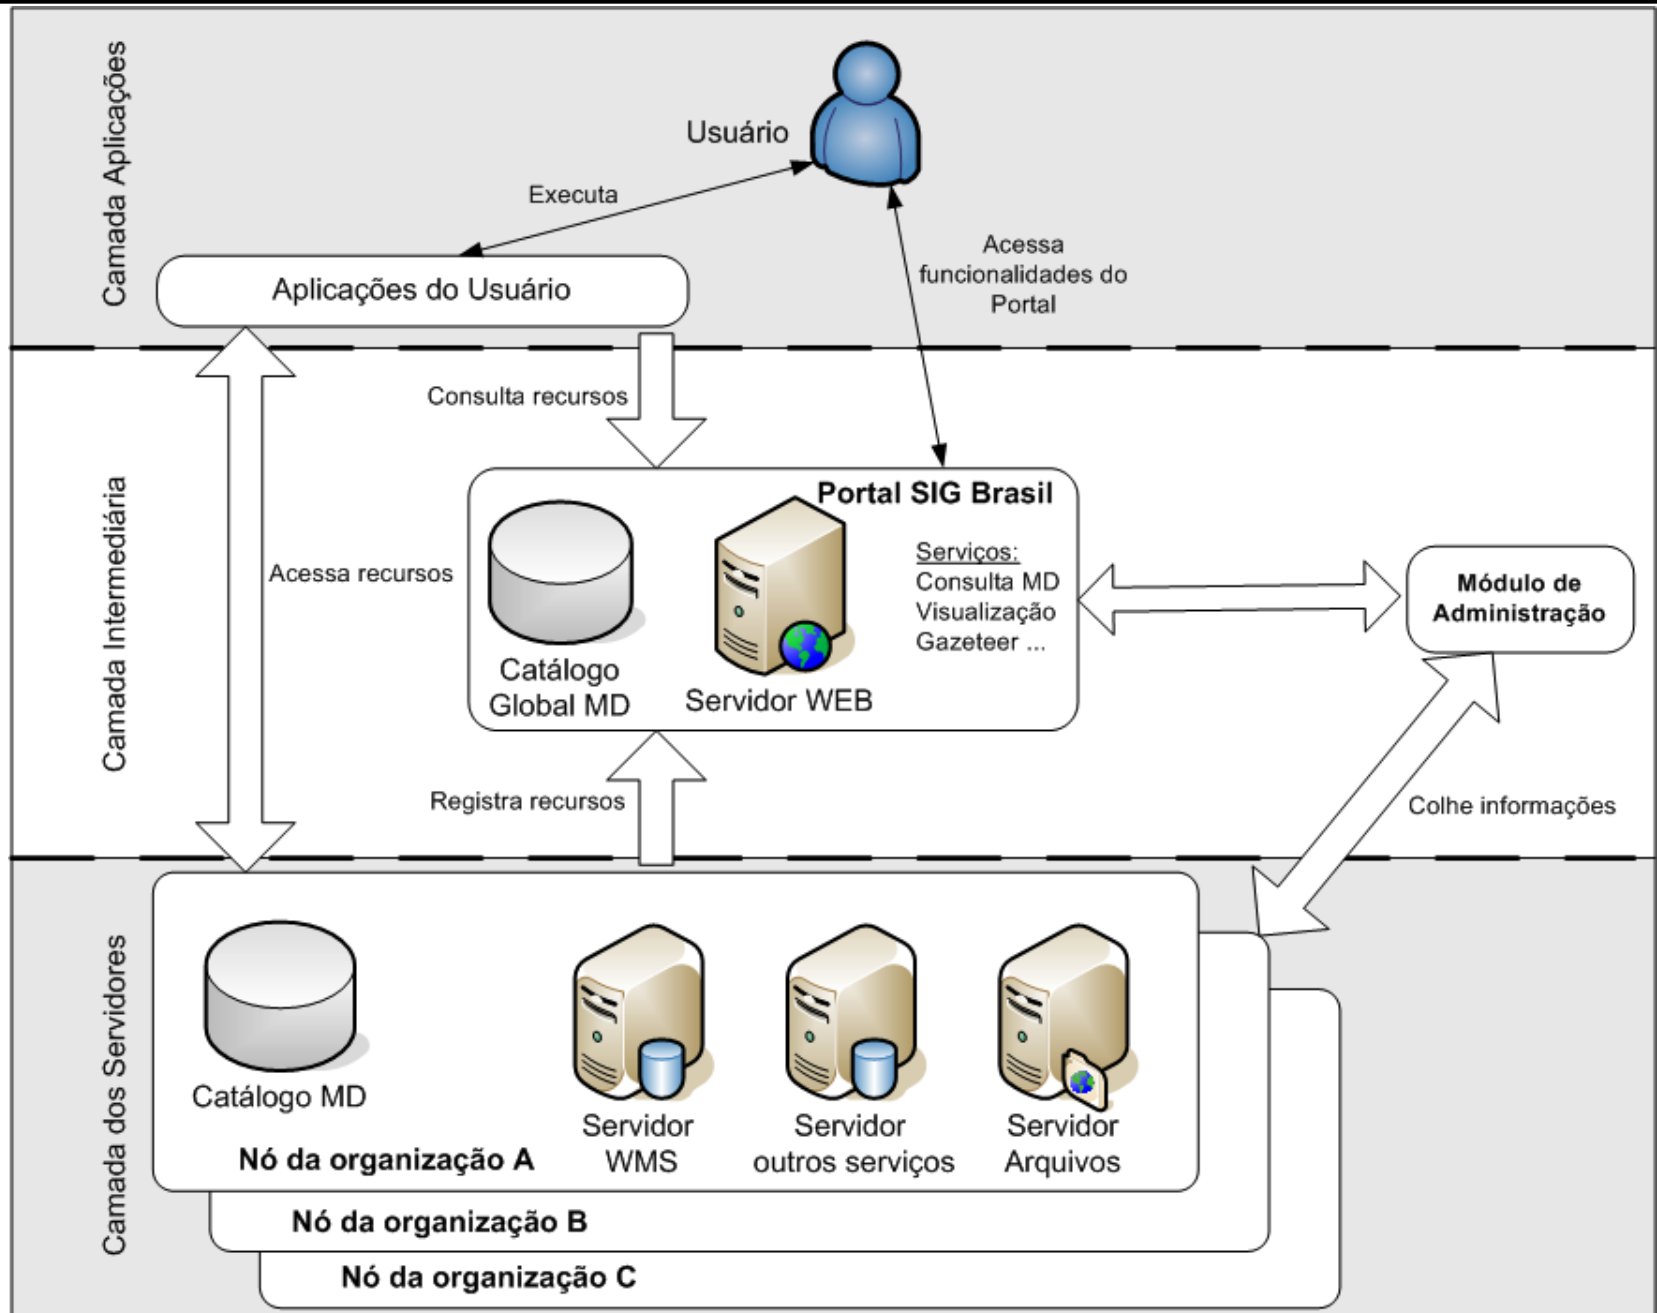 Camada Aplicações
Usuário
Executa
Acessa
funcionalidades do
Portal
Aplicações do Usuário
Camada Intermediária
Consulta recursos
Acessa recursos
Portal SIG Brasil
Serviços:
Consulta MD
Visualização
Gazeteer ...
Catálogo
Global MD
Servidor WEB
Módulo de
Administração
Registra recursos
Colhe informações
Camada dos Servidores
Catálogo MD
Servidor
WMS
Servidor
outros serviços
Servidor
Arquivos
Nó da organização A
Nó da organização B
Nó da organização C